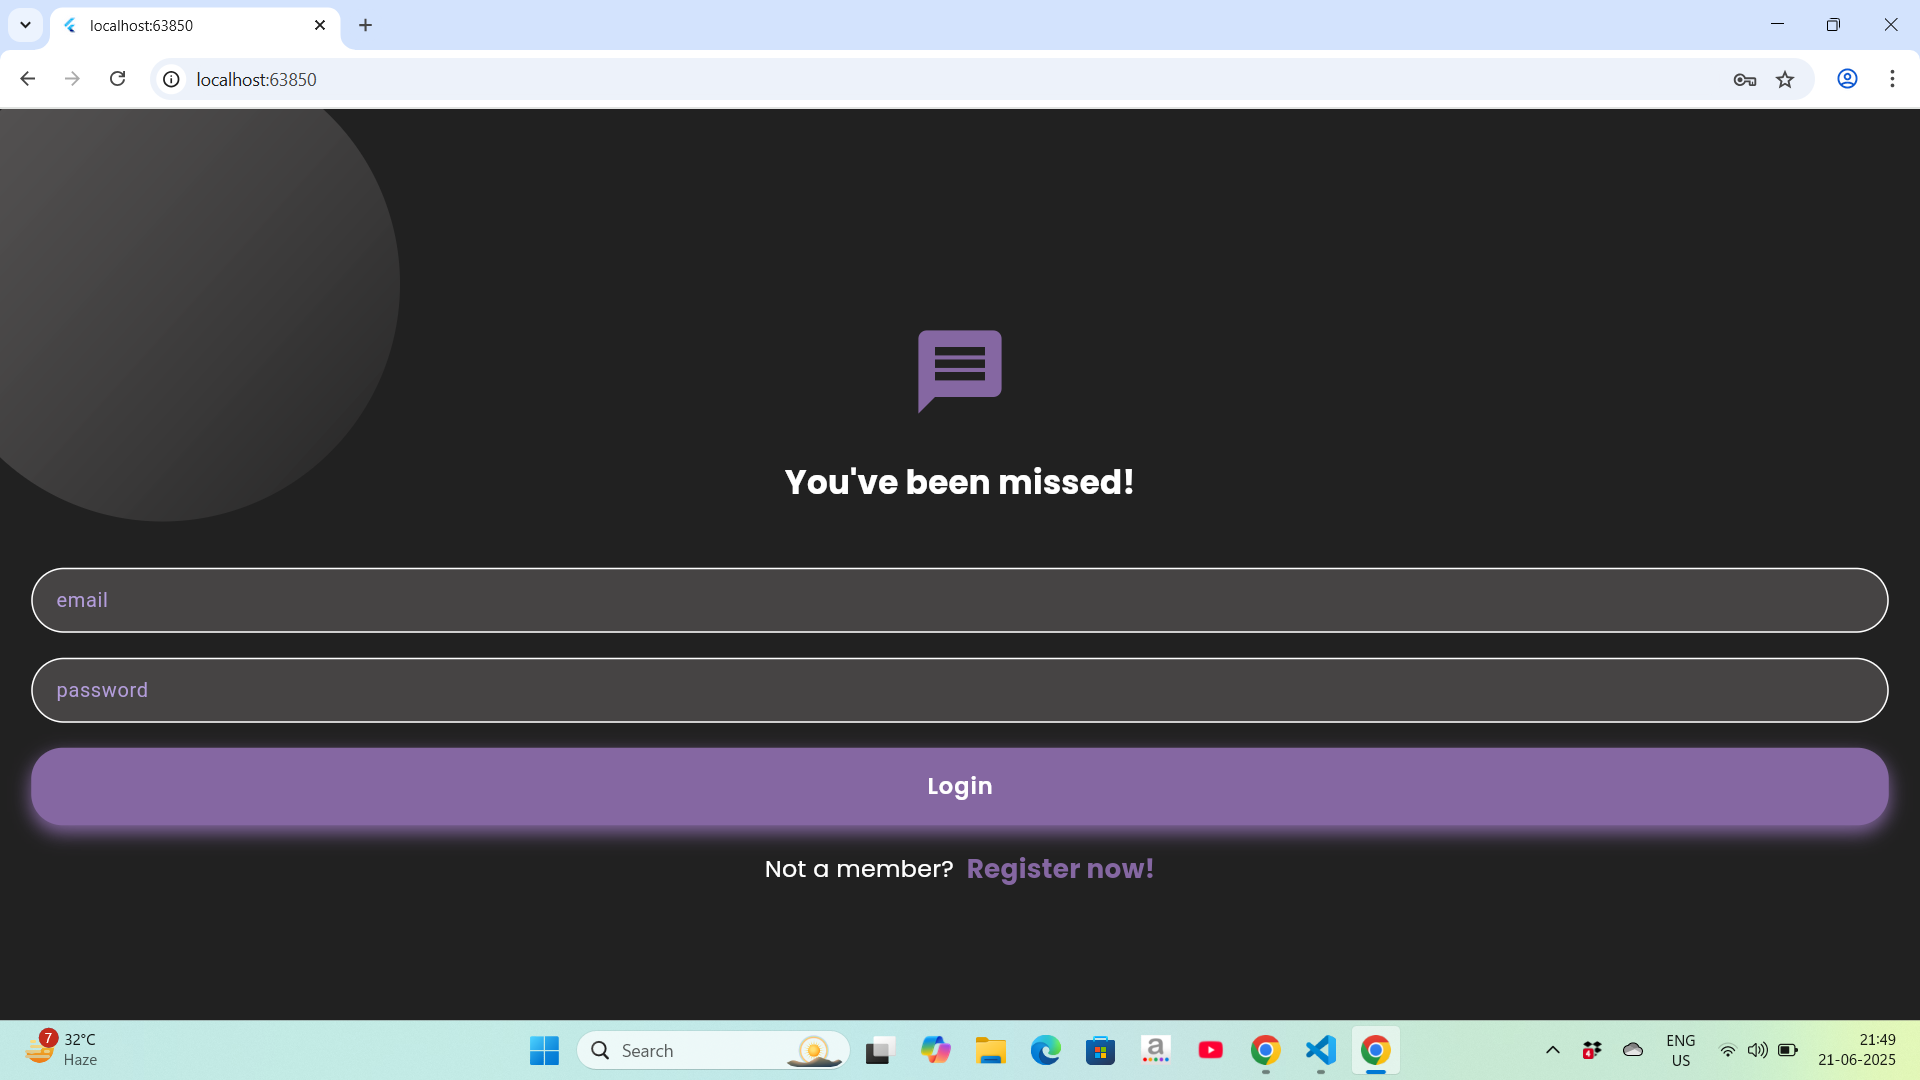 localhost:63850
localhost:63850
You've been missed!
email
password
Login
Not a member? Register now!
7
32°C
Haze
Search
a
4
ENG
US
21:49
21-06-2025